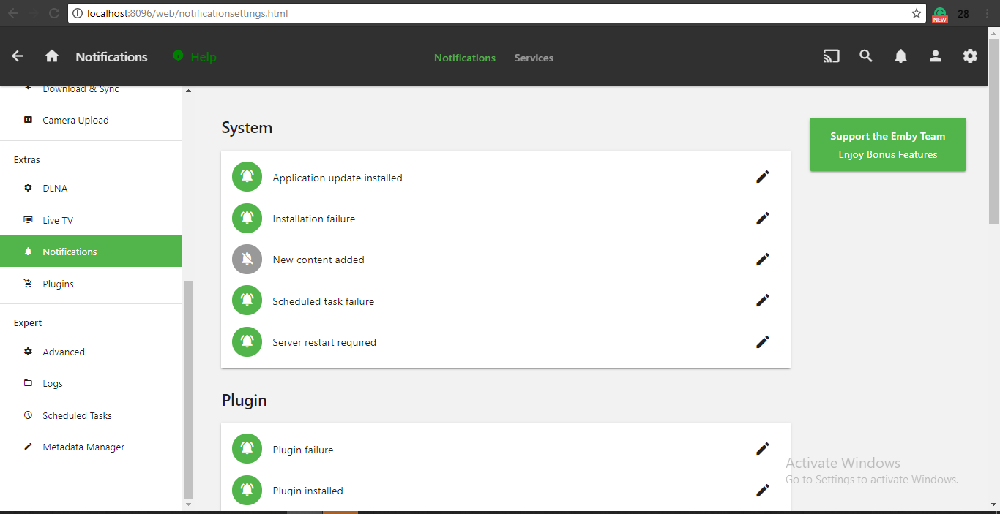 localhost:8096/web/notificationsettings.html
NEW
28
Notifications
Help
Notifications
Services
Download & Sync
Camera Upload
Extras
DLNA
Live TV
Notifications
Plugins
Expert
Advanced
Logs
Scheduled Tasks
Metadata Manager
System
Application update installed
Installation failure
New content added
Scheduled task failure
Server restart required
Plugin
Plugin failure
Plugin installed
Support the Emby Team
Enjoy Bonus Features
Activate Windows
Go to Settings to activate Windows.